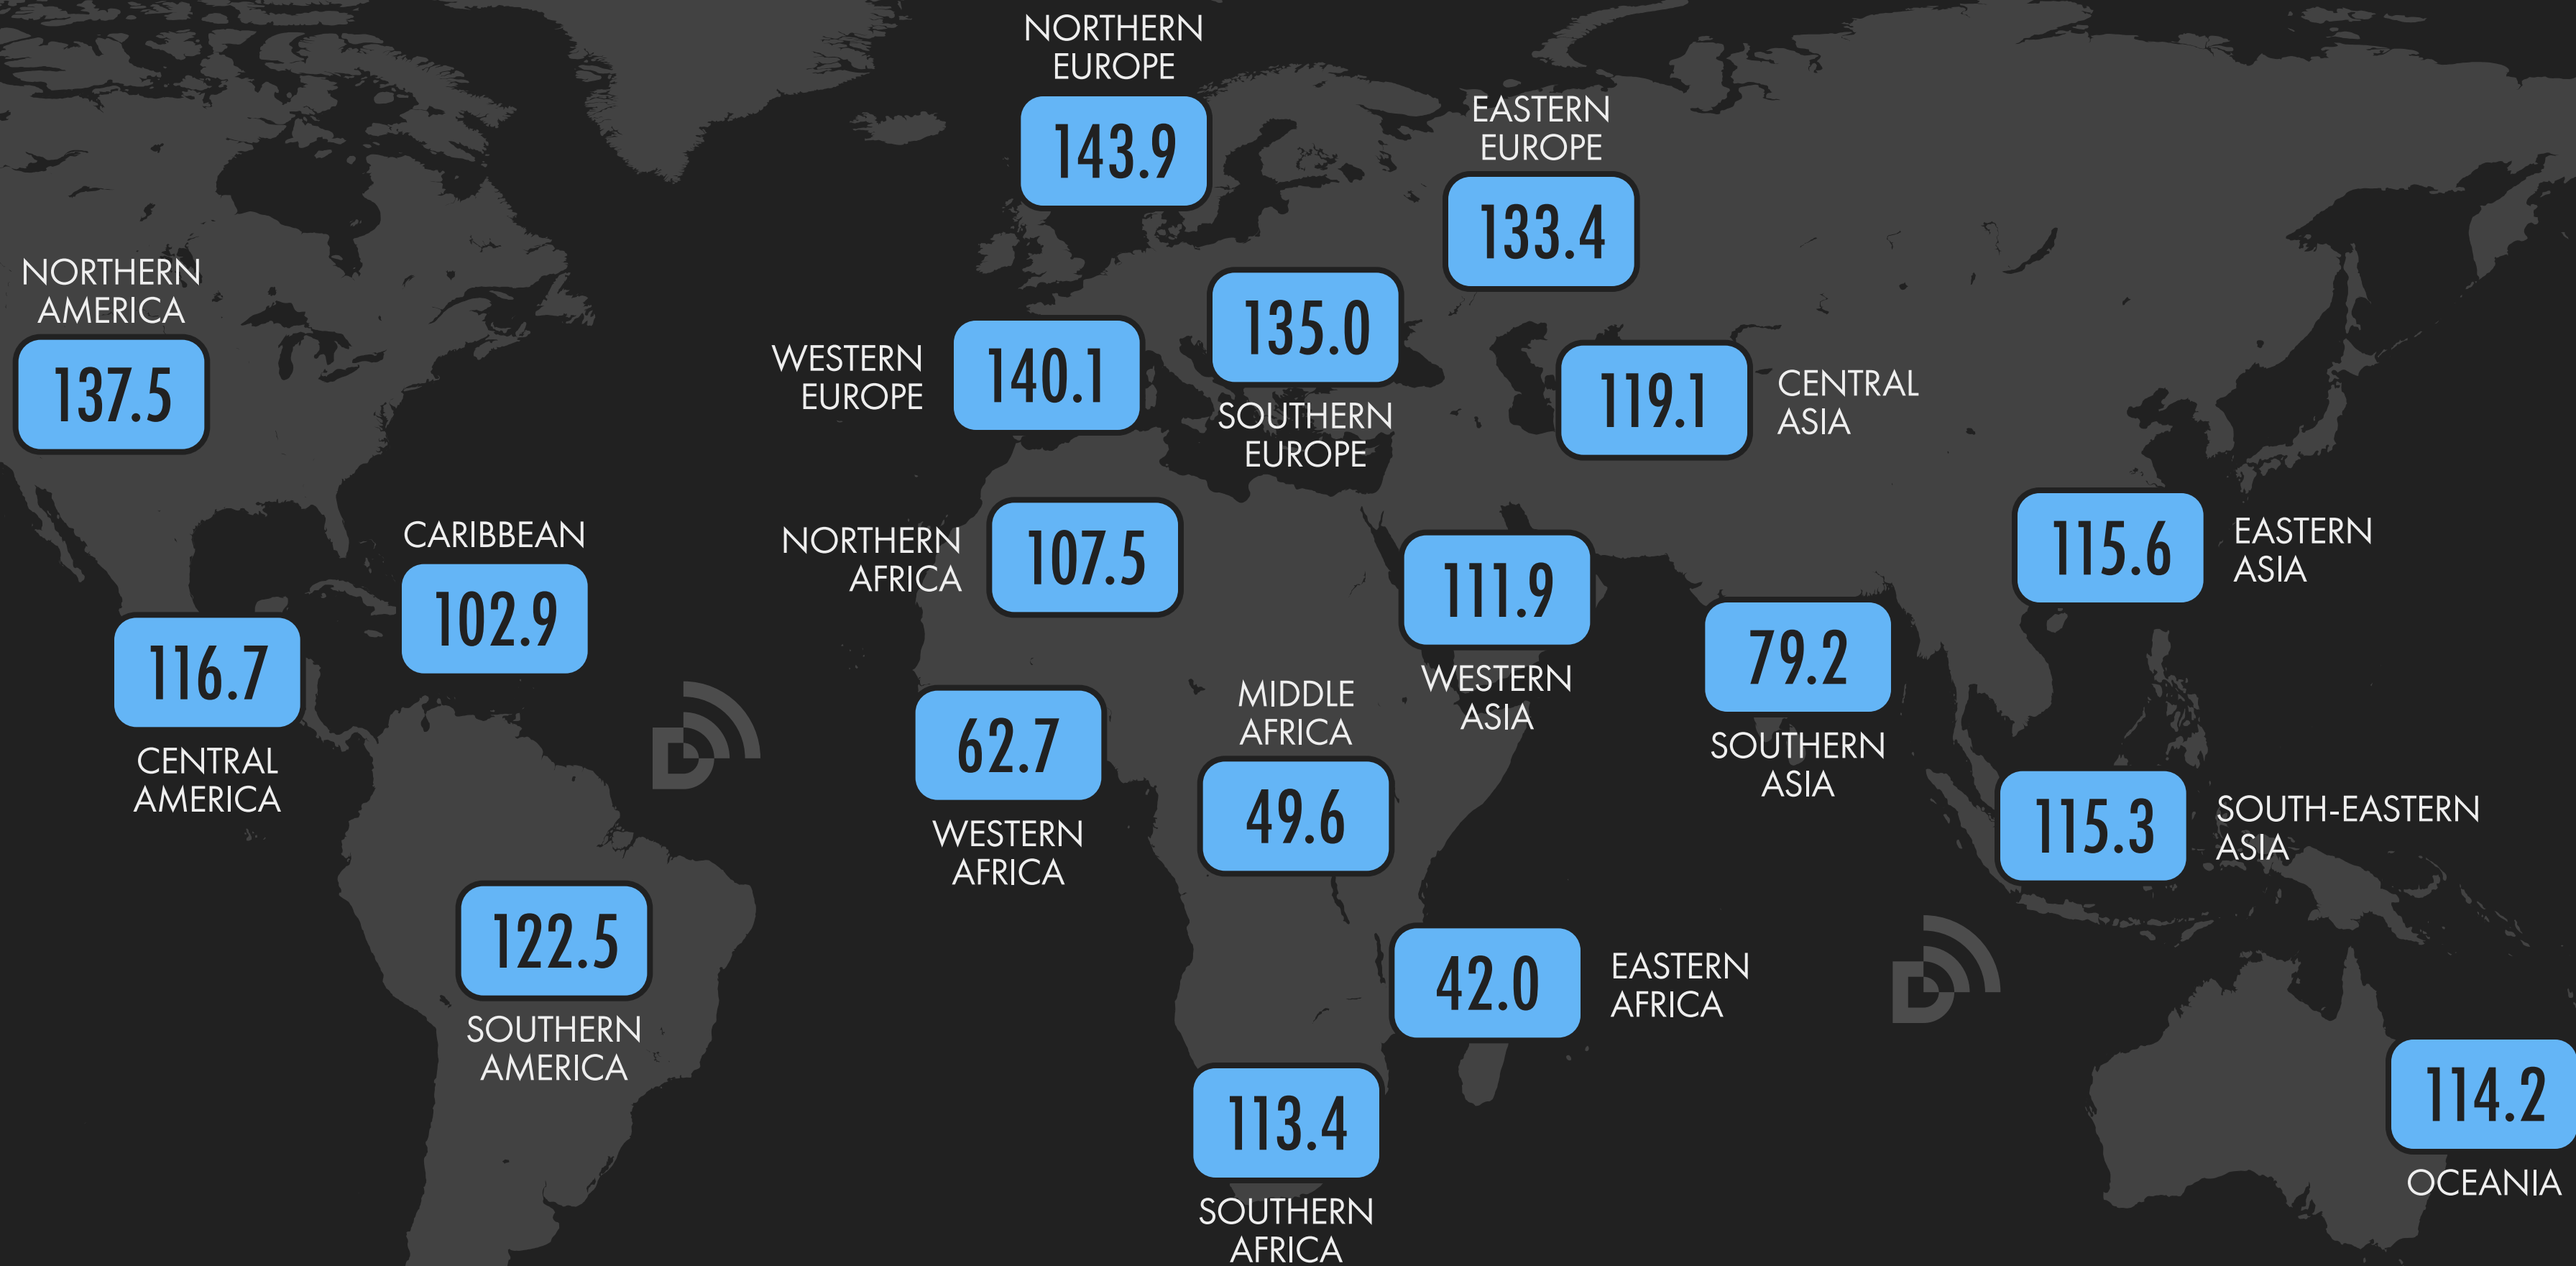 NORTHERN
EUROPE
143.9
EASTERN
EUROPE
133.4
NORTHERN
AMERICA
137.5
WESTERN
EUROPE
140.1
135.0
SOUTHERN
EUROPE
119.1
CENTRAL
ASIA
CARIBBEAN
102.9
NORTHERN
AFRICA
107.5
111.9
WESTERN
ASIA
115.6
EASTERN
ASIA
116.7
CENTRAL
AMERICA
79.2
SOUTHERN
ASIA
62.7
WESTERN
AFRICA
MIDDLE
AFRICA
49.6
115.3
SOUTH-EASTERN
ASIA
122.5
SOUTHERN
AMERICA
42.0
EASTERN
AFRICA
113.4
SOUTHERN
AFRICA
114.2
OCEANIA